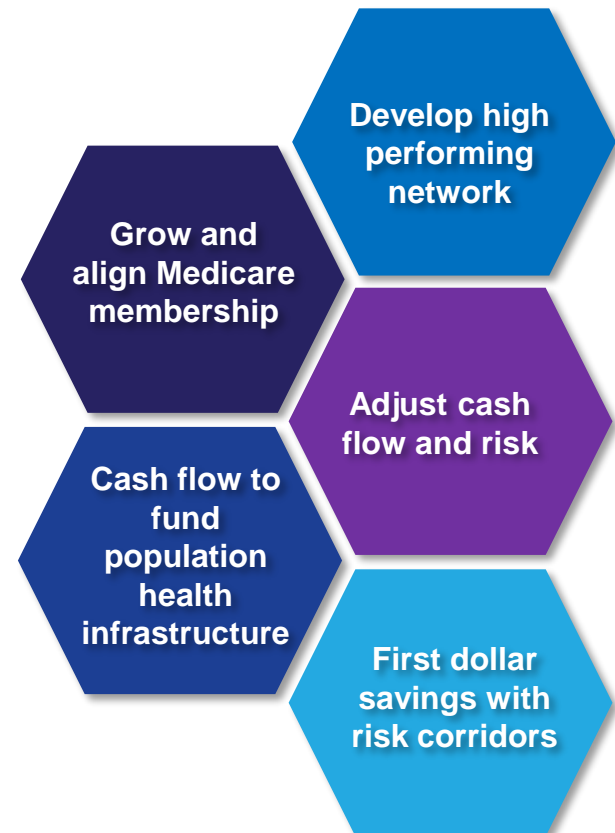 Develop high
performing
network
Grow and
align Medicare
membership
Adjust cash
flow and risk
Cash flow to
fund
population
health
infrastructure
First dollar
savings with
risk corridors